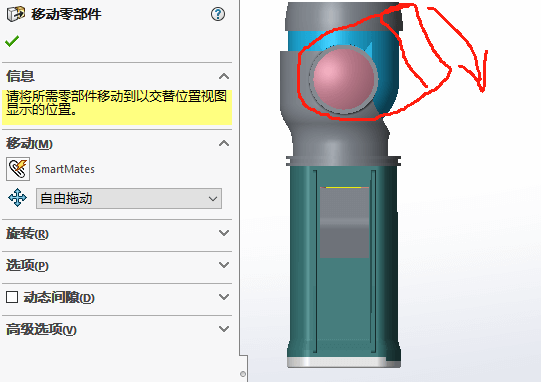 移动零部件
信息
请将所需零部件移动到以交替位置视图
显示的位置。
移动(M)
SmartMates
自由拖动
旋转(R)
选项(P)
动态间隙(D)
高级选项(V)